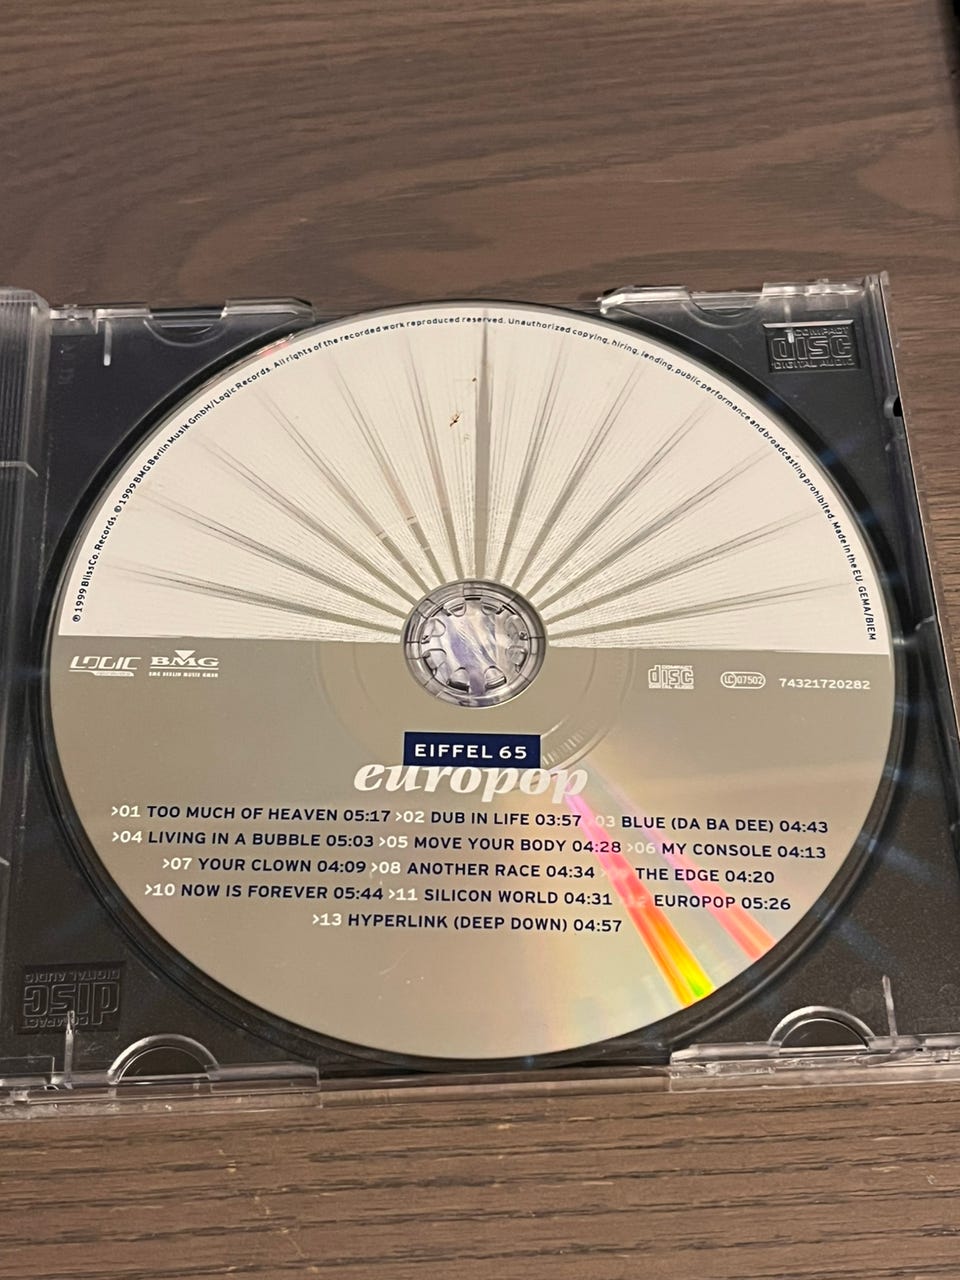 ℗ 1999 BlissCo. Records. © 1999 BMG Berlin Musik GmbH/Logic Records. All rights of the recorded work reproduced reserved. Unauthorized copying, hiring, lending, public performance and broadcasting prohibited. Made in the EU. GEMA/BIEM
COMPACT
disc
DIGITAL AUDIO
LOGIC
BMG
BMG BERLIN MUSIK GMBH
COMPACT
disc
DIGITAL AUDIO
LC 07502
74321720282
EIFFEL 65
europop
>01 TOO MUCH OF HEAVEN 05:17 >02 DUB IN LIFE 03:57 >03 BLUE (DA BA DEE) 04:43
>04 LIVING IN A BUBBLE 05:03 >05 MOVE YOUR BODY 04:28 >06 MY CONSOLE 04:13
>07 YOUR CLOWN 04:09 >08 ANOTHER RACE 04:34 THE EDGE 04:20
>10 NOW IS FOREVER 05:44 >11 SILICON WORLD 04:31 EUROPOP 05:26
>13 HYPERLINK (DEEP DOWN) 04:57
COMPACT
disc
DIGITAL AUDIO